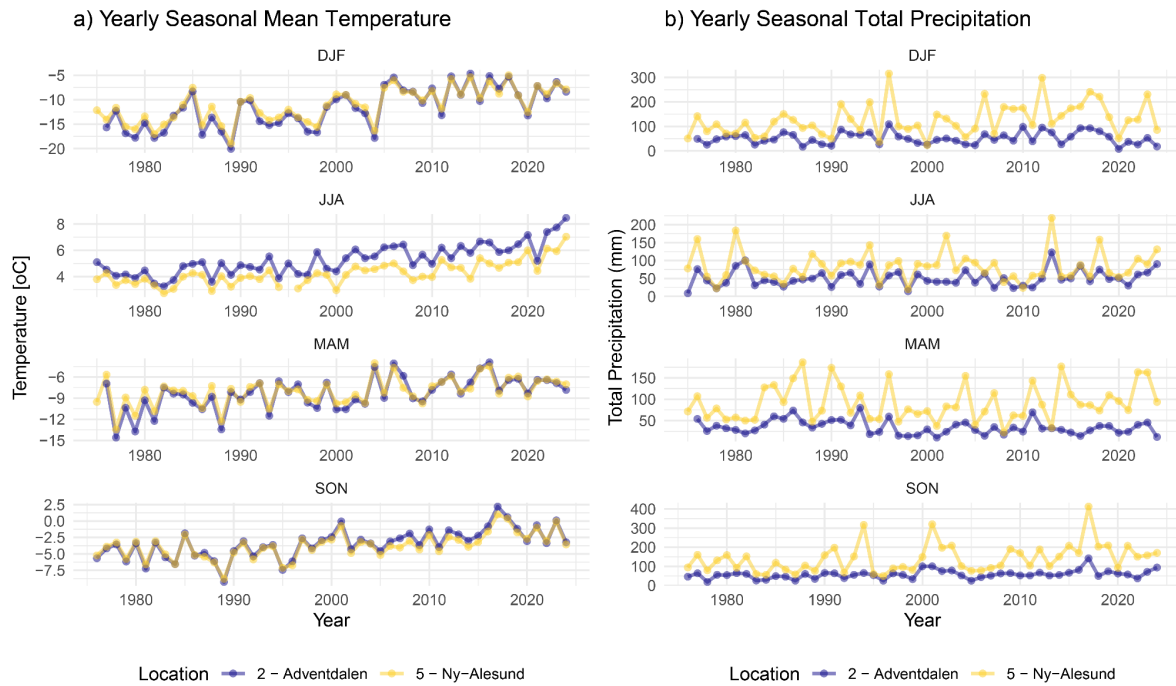 a) Yearly Seasonal Mean Temperature
DJF
−5
−10
−15
−20
1980 1990 2000 2010 2020
JJA
8
6
4
1980 1990 2000 2010 2020
MAM
−6
−9
−12
−15
1980 1990 2000 2010 2020
SON
2.5
0.0
−2.5
−5.0
−7.5
1980 1990 2000 2010 2020
Temperature [oC]
Year
Location 2 − Adventdalen 5 − Ny−Alesund
b) Yearly Seasonal Total Precipitation
DJF
300
200
100
0
1980 1990 2000 2010 2020
JJA
200
150
100
50
0
1980 1990 2000 2010 2020
MAM
150
100
50
1980 1990 2000 2010 2020
SON
400
300
200
100
0
1980 1990 2000 2010 2020
Total Precipitation (mm)
Year
Location 2 − Adventdalen 5 − Ny−Alesund